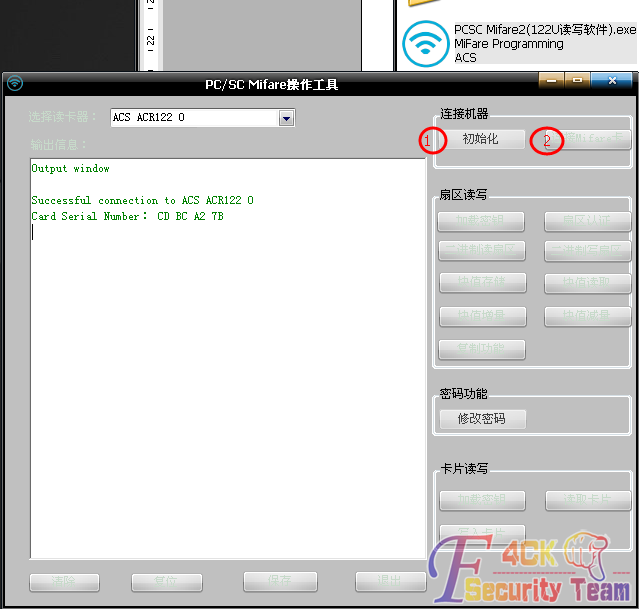 22
PCSC Mifare2(122U读写软件).exe
MiFare Programming
ACS
PC/SC Mifare操作工具
选择读卡器：
ACS ACR122 0
输出信息：
Output window
Successful connection to ACS ACR122 0
Card Serial Number： CD BC A2 7B
连接机器
1
初始化
2
Mifare卡
扇区读写
加载密钥
扇区认证
二进制读扇区
二进制写扇区
块值存储
块值读取
块值增量
块值减量
复制功能
密码功能
修改密码
卡片读写
加载密钥
读取卡片
写入卡片
清除
复位
保存
退出
F4CK
Security Team